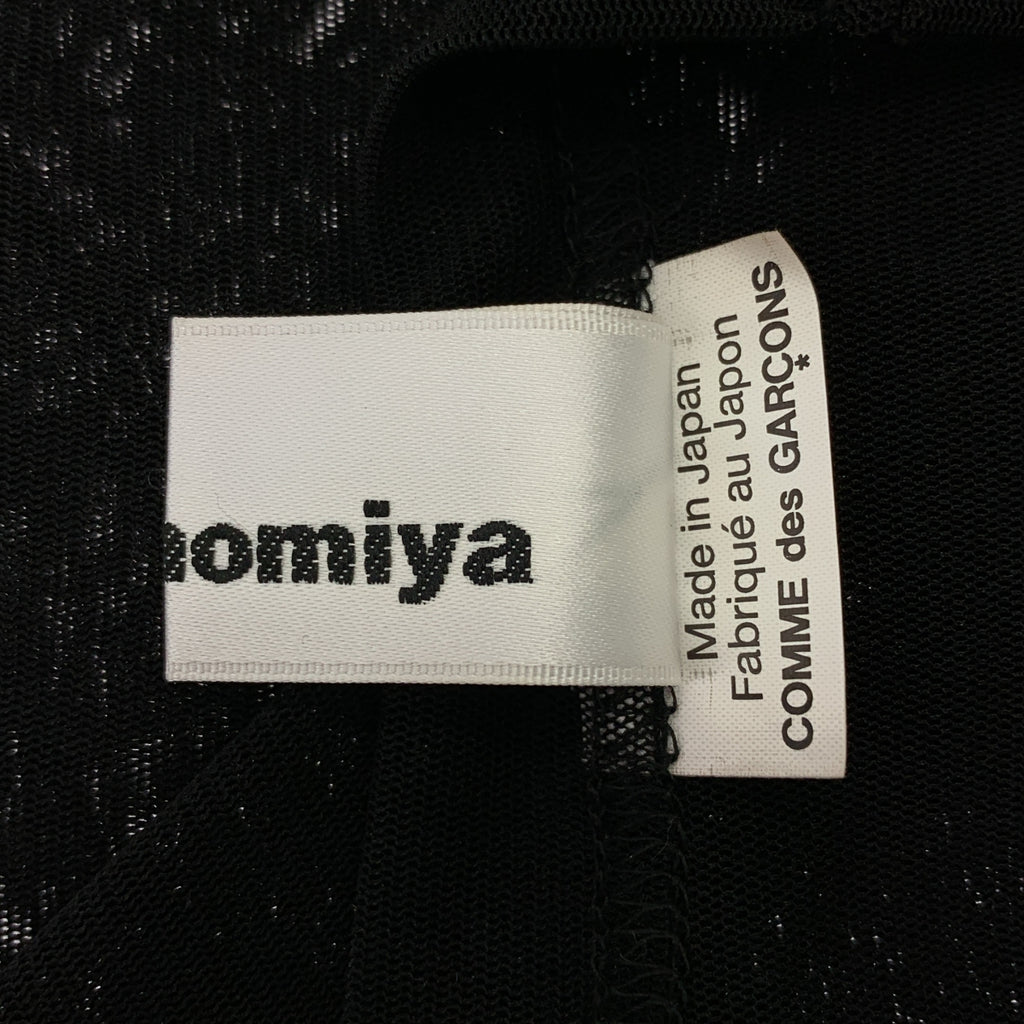 nomiya
Made in Japan
Fabriqué au Japon
COMME des GARÇONS
*